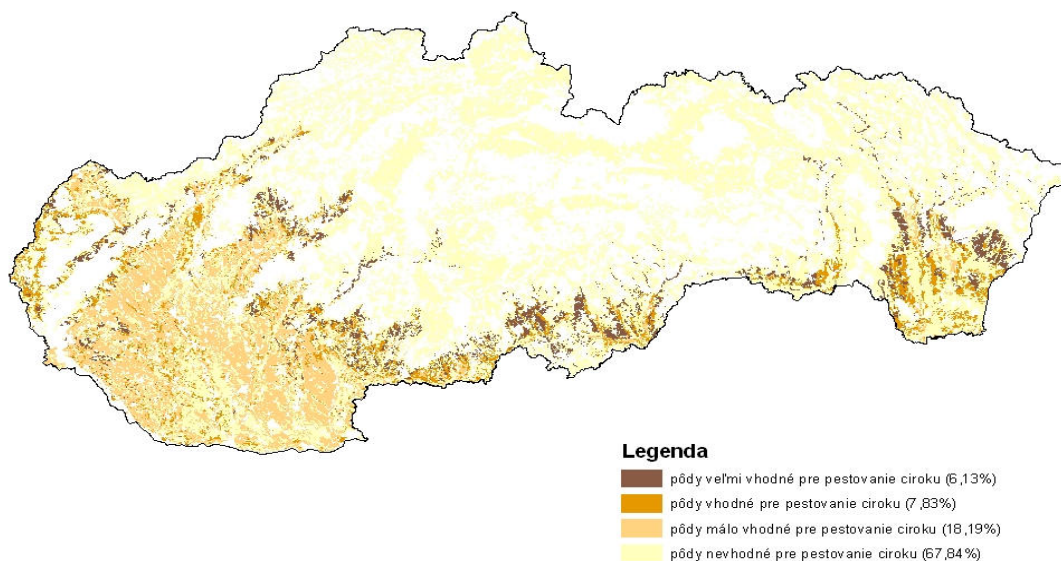 Legenda
pôdy veľmi vhodné pre pestovanie ciroku (6,13%)
pôdy vhodné pre pestovanie ciroku (7,83%)
pôdy málo vhodné pre pestovanie ciroku (18,19%)
pôdy nevhodné pre pestovanie ciroku (67,84%)